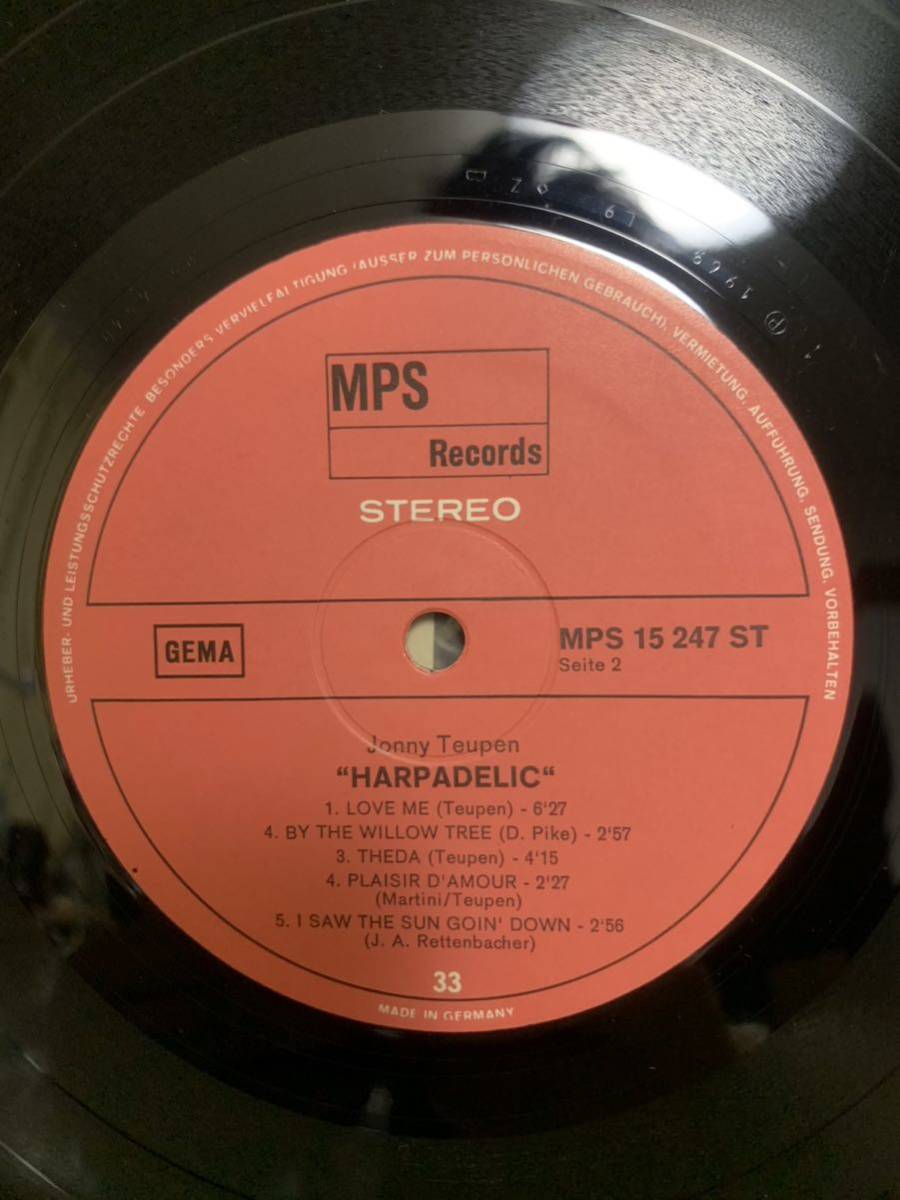 URHEBER- UND LEISTUNGSSCHUTZRECHTE BESONDERS VERVIELFALTIGUNG (AUSSER ZUM PERSÖNLICHEN GEBRAUCH), VERMIETUNG, AUFFÜHRUNG, SENDUNG, VORBEHALTEN
MPS
Records
STEREO
GEMA
MPS 15 247 ST
Seite 2
Jonny Teupen
“HARPADELIC“
1. LOVE ME (Teupen) - 6'27
4. BY THE WILLOW TREE (D. Pike) - 2'57
3. THEDA (Teupen) - 4'15
4. PLAISIR D'AMOUR - 2'27
(Martini/Teupen)
5. I SAW THE SUN GOIN' DOWN - 2'56
(J. A. Rettenbacher)
33
MADE IN GERMANY
℗ 1969